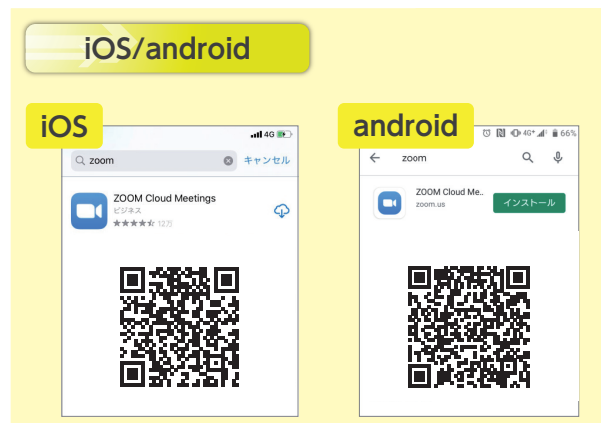 iOS/android
iOS
4G
zoom
キャンセル
ZOOM Cloud Meetings
ビジネス
★★★★☆ 12万
android
4G+ 66%
zoom
ZOOM Cloud Me..
zoom.us
インストール